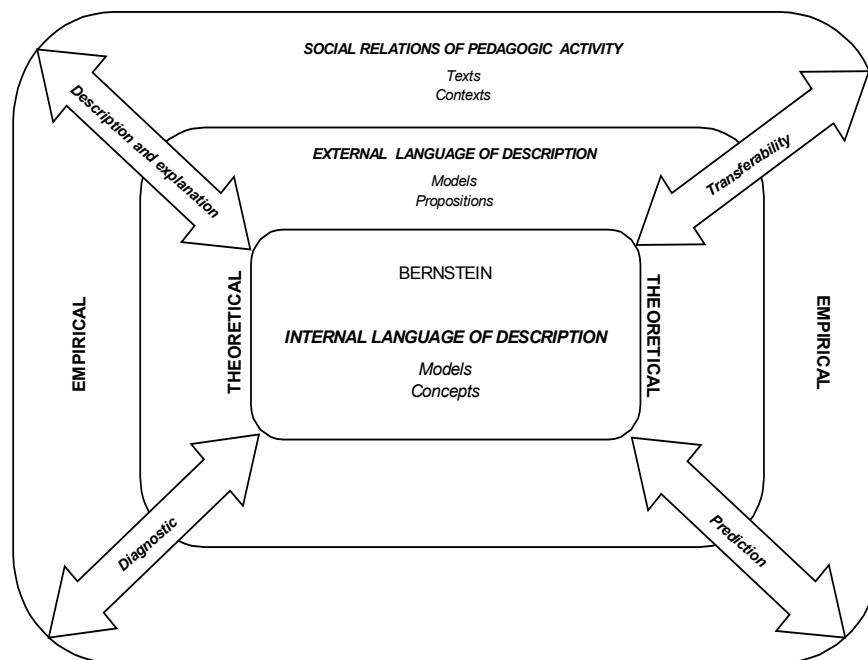 SOCIAL RELATIONS OF PEDAGOGIC ACTIVITY
Texts
Contexts
Description and explanation
Transferability
EXTERNAL LANGUAGE OF DESCRIPTION
Models
Propositions
BERNSTEIN
INTERNAL LANGUAGE OF DESCRIPTION
Models
Concepts
EMPIRICAL
THEORETICAL
THEORETICAL
EMPIRICAL
Diagnostic
Prediction